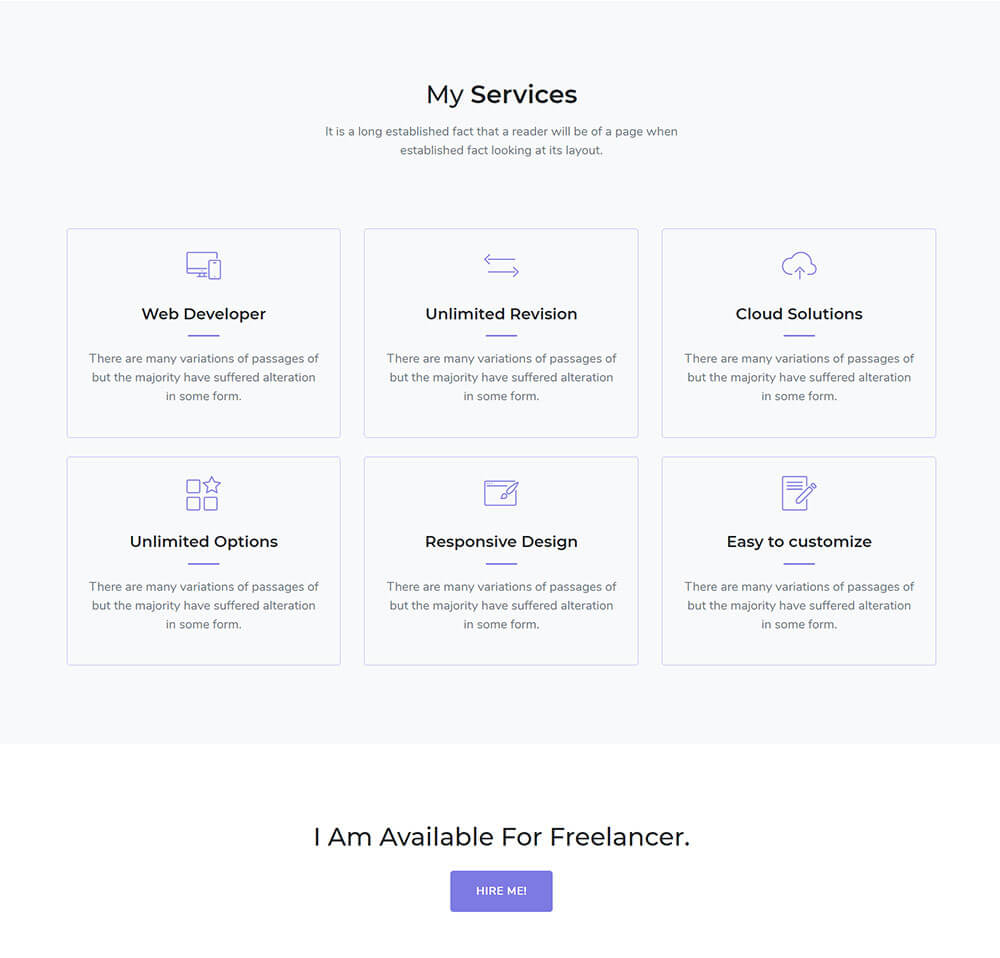 My Services
It is a long established fact that a reader will be of a page when
established fact looking at its layout.
Web Developer
There are many variations of passages of
but the majority have suffered alteration
in some form.
Unlimited Revision
There are many variations of passages of
but the majority have suffered alteration
in some form.
Cloud Solutions
There are many variations of passages of
but the majority have suffered alteration
in some form.
Unlimited Options
There are many variations of passages of
but the majority have suffered alteration
in some form.
Responsive Design
There are many variations of passages of
but the majority have suffered alteration
in some form.
Easy to customize
There are many variations of passages of
but the majority have suffered alteration
in some form.
I Am Available For Freelancer.
HIRE ME!